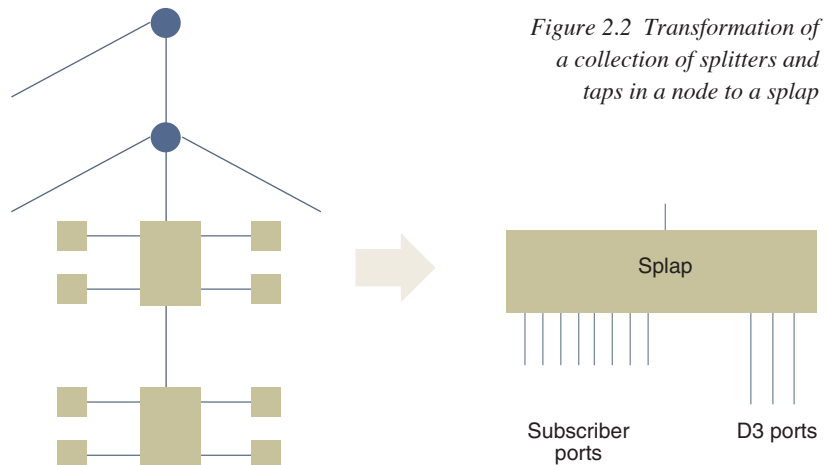 Figure 2.2 Transformation of
a collection of splitters and
taps in a node to a splap
Splap
Subscriber
ports
D3 ports